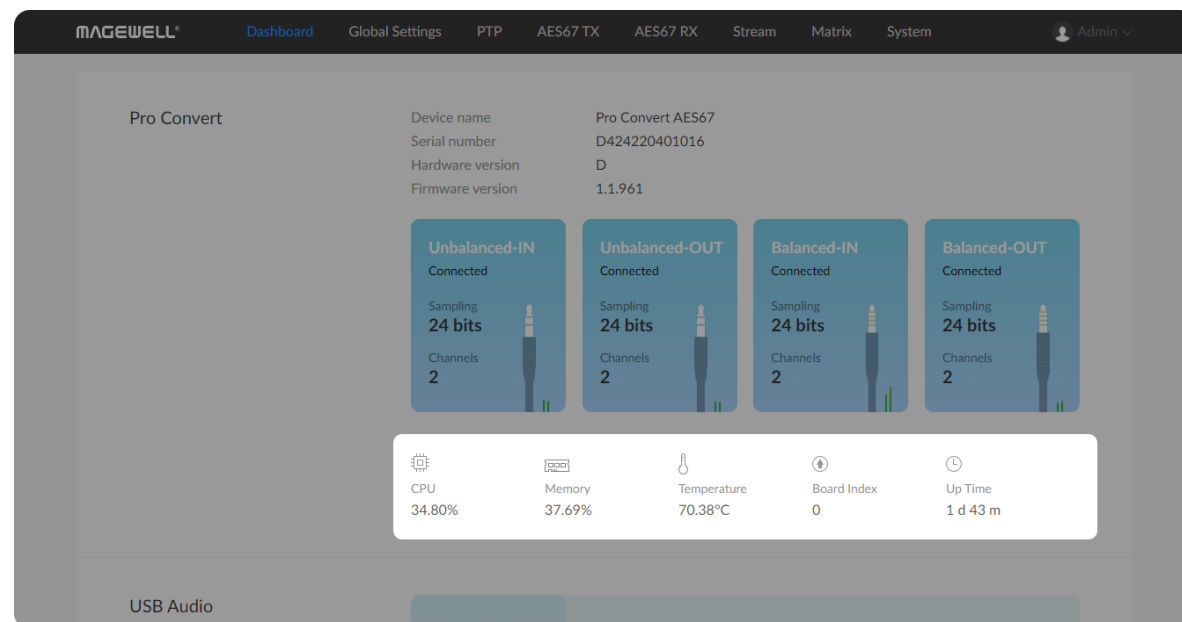 MAGEWELL® Dashboard Global Settings PTP AES67 TX AES67 RX Stream Matrix System Admin
Pro Convert
Device name Pro Convert AES67
Serial number D424220401016
Hardware version D
Firmware version 1.1.961
Unbalanced-IN Unbalanced-OUT Balanced-IN Balanced-OUT
Connected Connected Connected Connected
Sampling Sampling Sampling Sampling
24 bits 24 bits 24 bits 24 bits
Channels Channels Channels Channels
2 2 2 2
CPU Memory Temperature Board Index Up Time
34.80% 37.69% 70.38°C 0 1 d 43 m
USB Audio